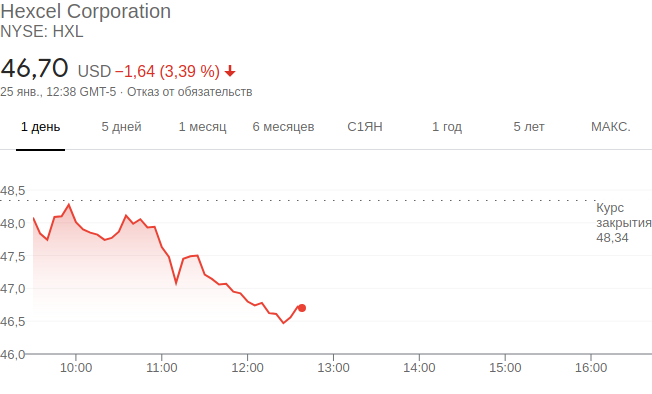 Hexcel Corporation
NYSE: HXL
46,70 USD −1,64 (3,39 %)
25 янв., 12:38 GMT-5 · Отказ от обязательств
1 день 5 дней 1 месяц 6 месяцев С1ЯН 1 год 5 лет МАКС.
48,5
Курс
закрытия
48,34
48,0
47,5
47,0
46,5
46,0
10:00 11:00 12:00 13:00 14:00 15:00 16:00